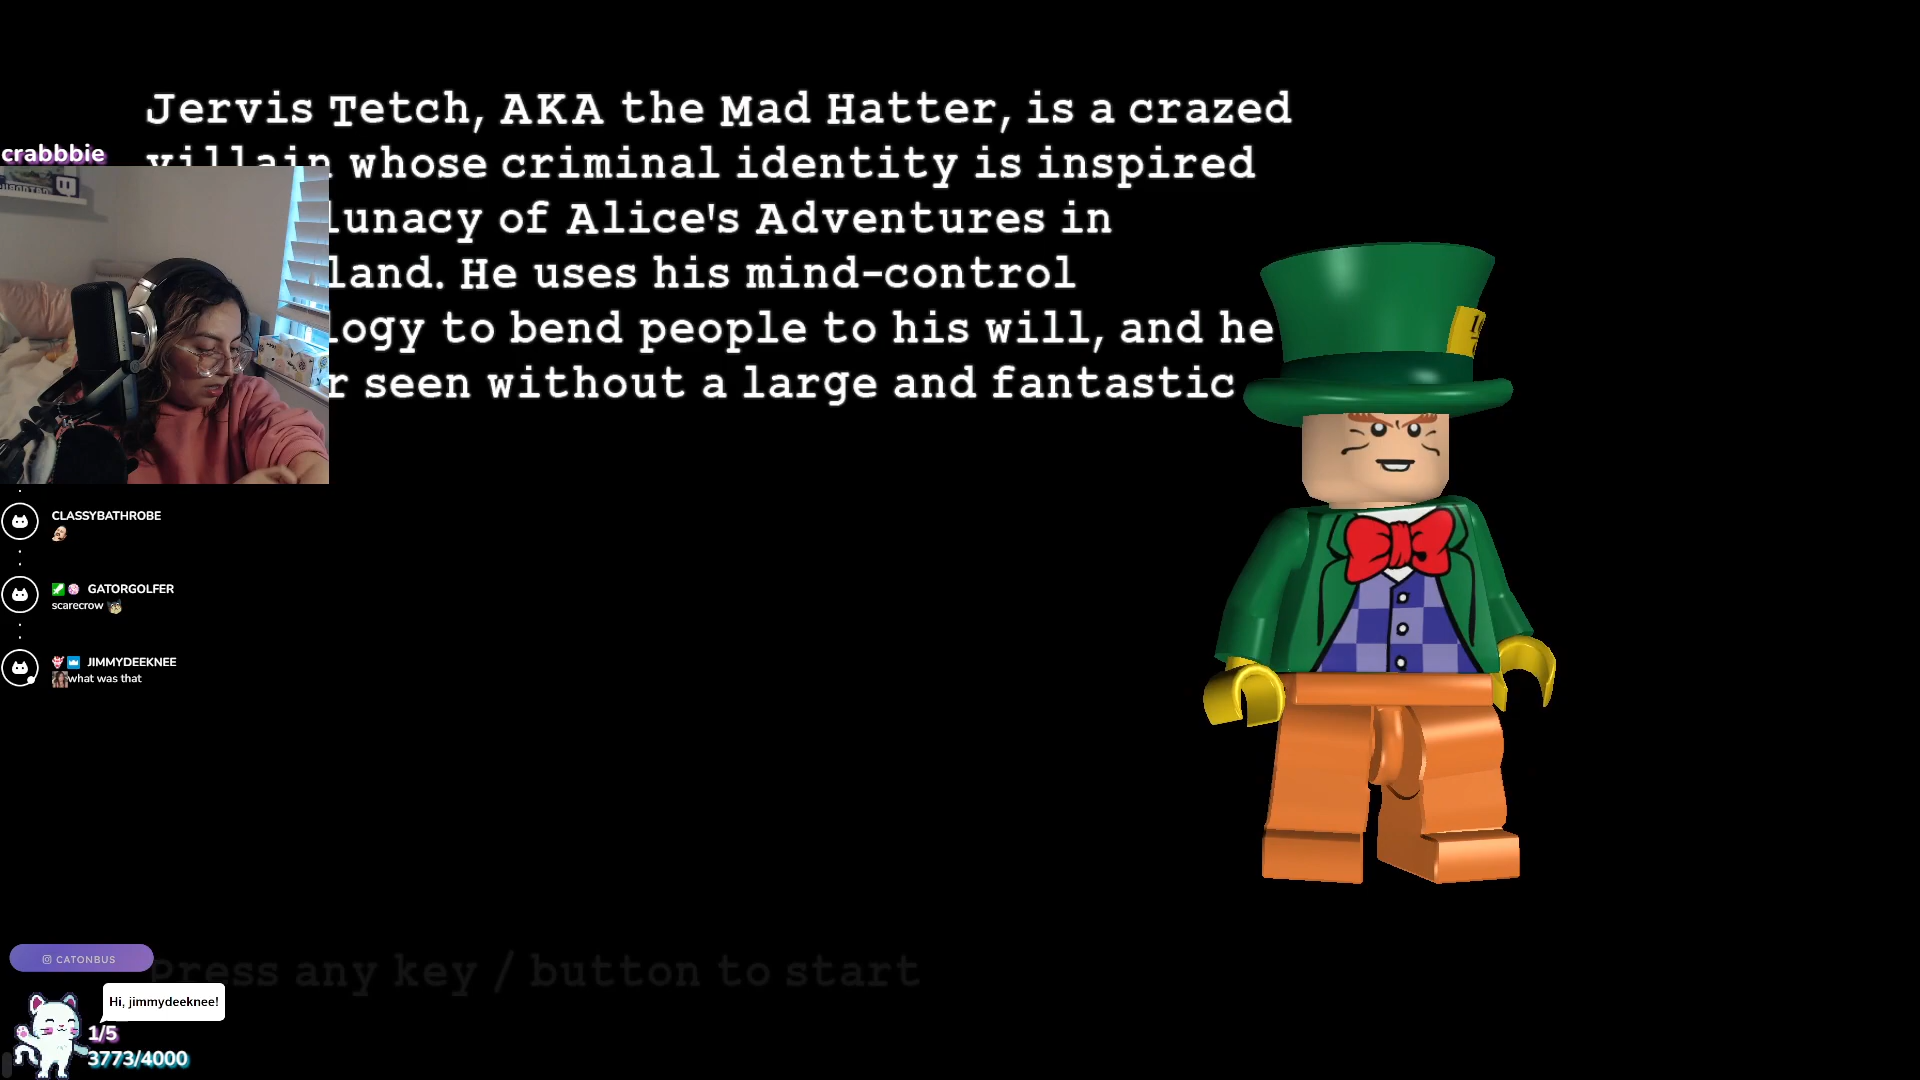 Jervis Tetch, AKA the Mad Hatter, is a crazed
crabbbie
villain whose criminal identity is inspired
lunacy of Alice's Adventures in
land. He uses his mind-control
logy to bend people to his will, and he
r seen without a large and fantastic
CLASSYBATHROBE
GATORGOLFER
scarecrow
JIMMYDEEKNEE
what was that
CATONBUS
Press any key / button to start
Hi, jimmydeeknee!
1/5
3773/4000